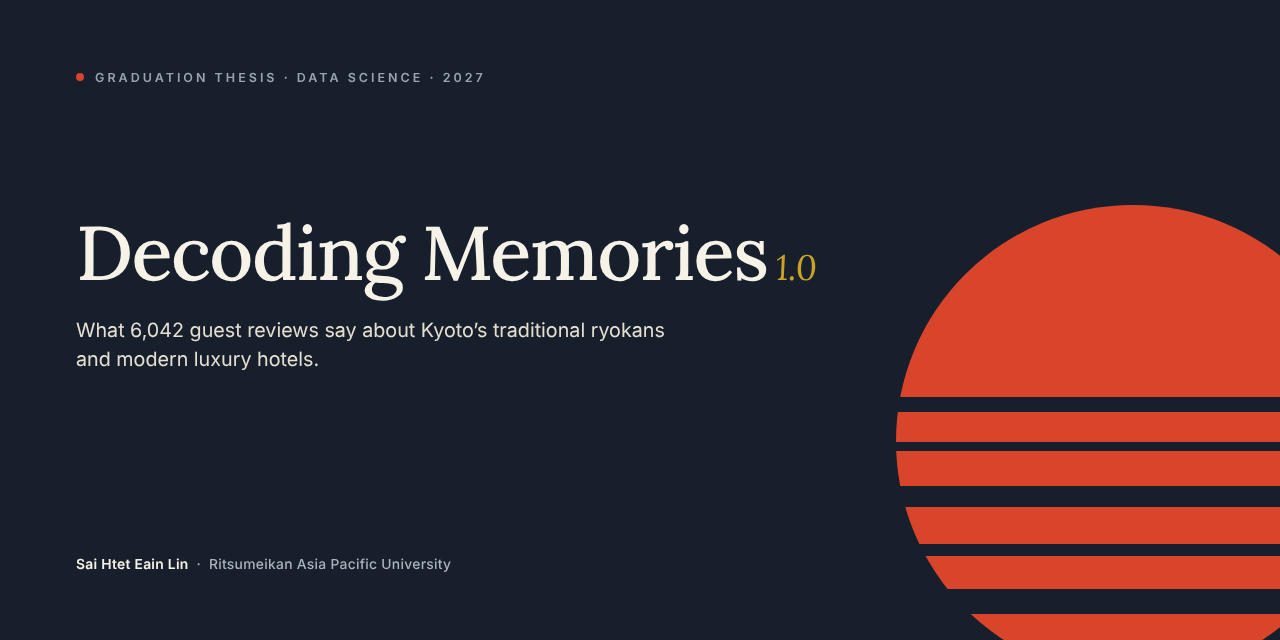 GRADUATION THESIS · DATA SCIENCE · 2027
Decoding Memories 1.0
What 6,042 guest reviews say about Kyoto’s traditional ryokans
and modern luxury hotels.
Sai Htet Eain Lin · Ritsumeikan Asia Pacific University